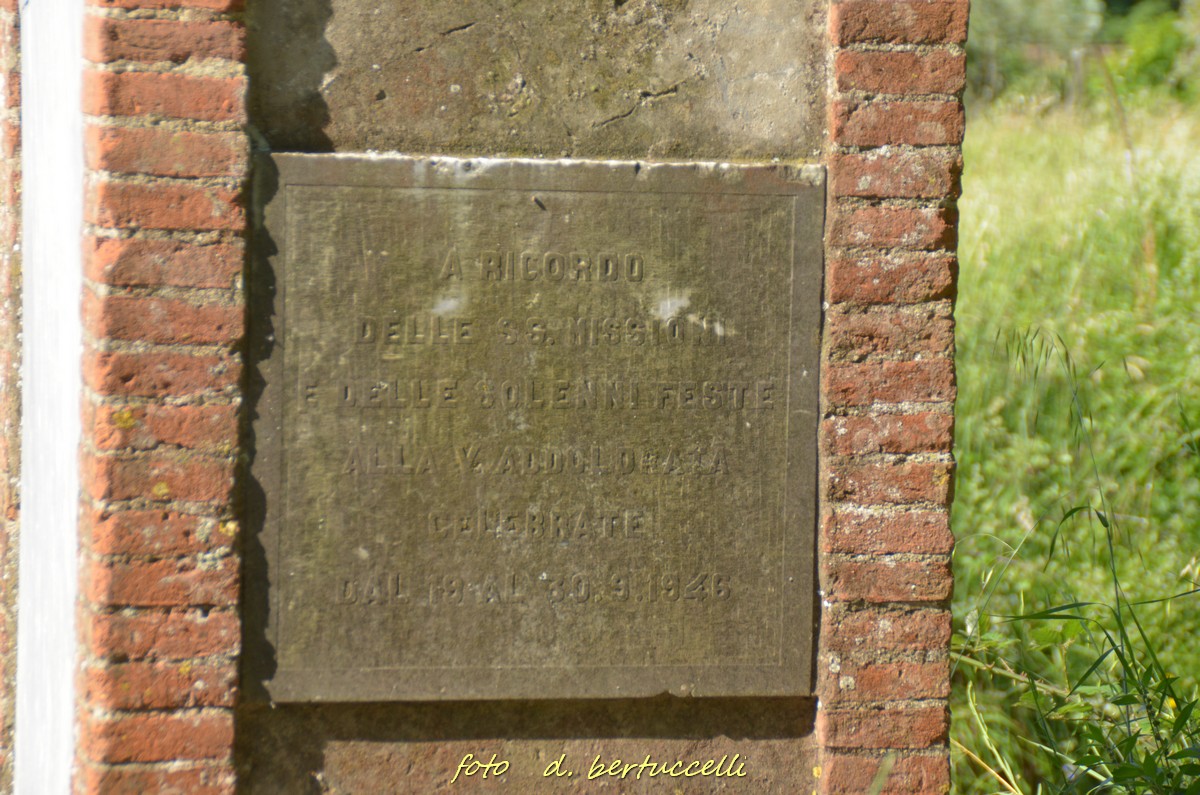 A RICORDO
DELLE SS. MISSIONI
E DELLE SOLENNI FESTE
ALLA V. ADDOLORATA
CELEBRATE
DAL 19 AL 30.9.1946
foto d. bertuccelli